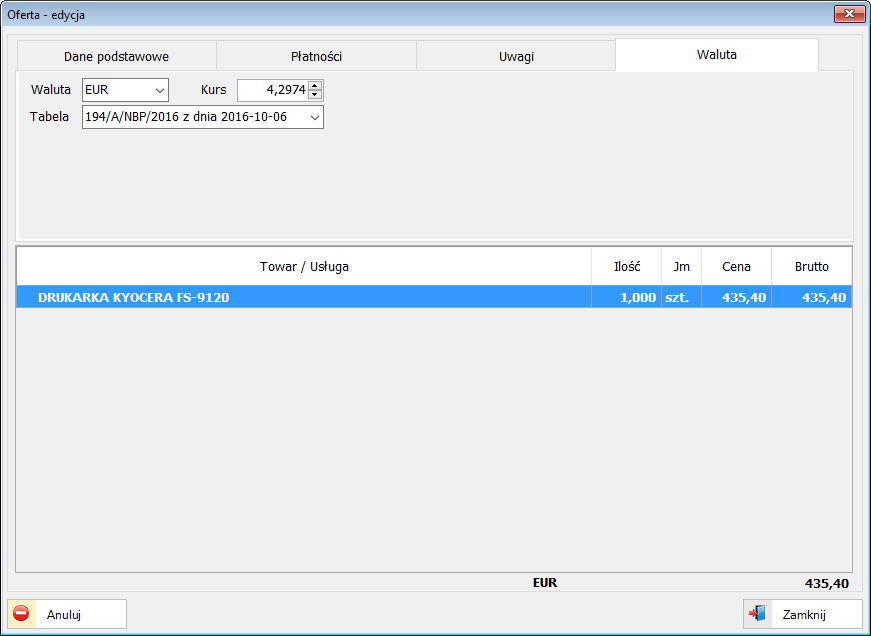 Oferta - edycja
Dane podstawowe Płatności Uwagi Waluta
Waluta EUR Kurs 4,2974
Tabela 194/A/NBP/2016 z dnia 2016-10-06
Towar / Usługa Ilość Jm Cena Brutto
DRUKARKA KYOCERA FS-9120 1,000 szt. 435,40 435,40
EUR 435,40
Anuluj Zamknij